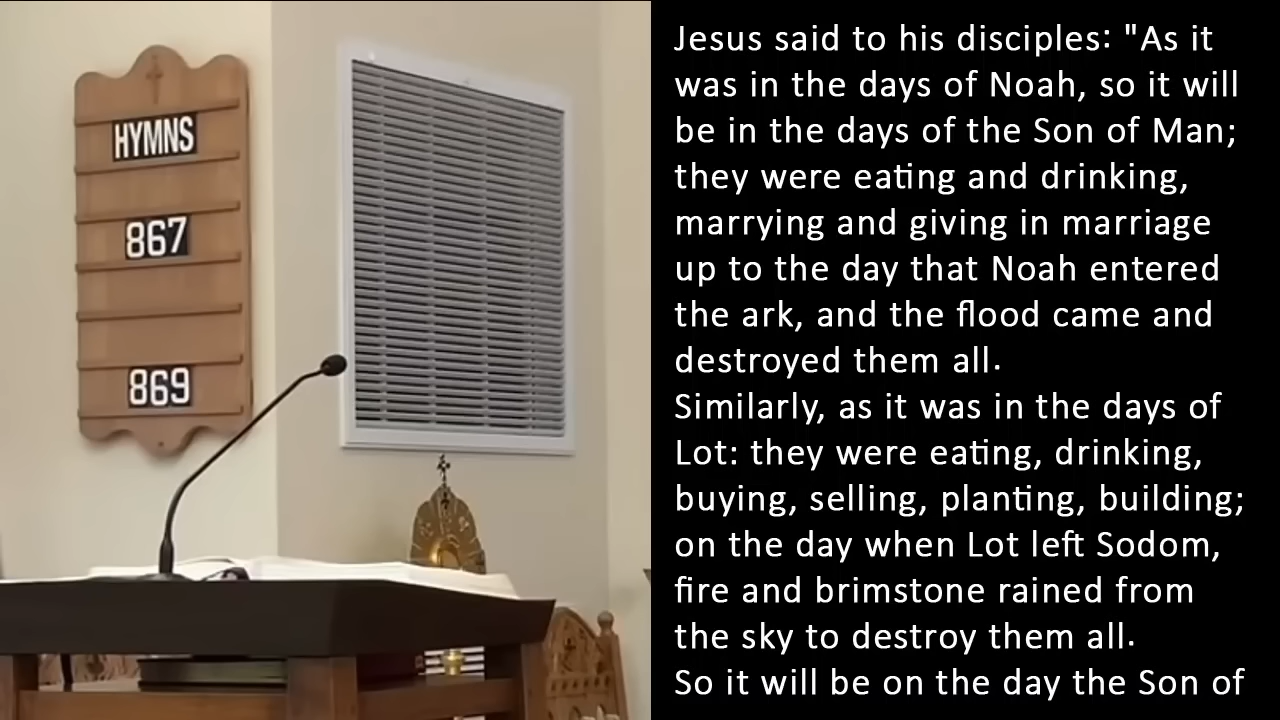 HYMNS
867
869
Jesus said to his disciples: "As it
was in the days of Noah, so it will
be in the days of the Son of Man;
they were eating and drinking,
marrying and giving in marriage
up to the day that Noah entered
the ark, and the flood came and
destroyed them all.
Similarly, as it was in the days of
Lot: they were eating, drinking,
buying, selling, planting, building;
on the day when Lot left Sodom,
fire and brimstone rained from
the sky to destroy them all.
So it will be on the day the Son of